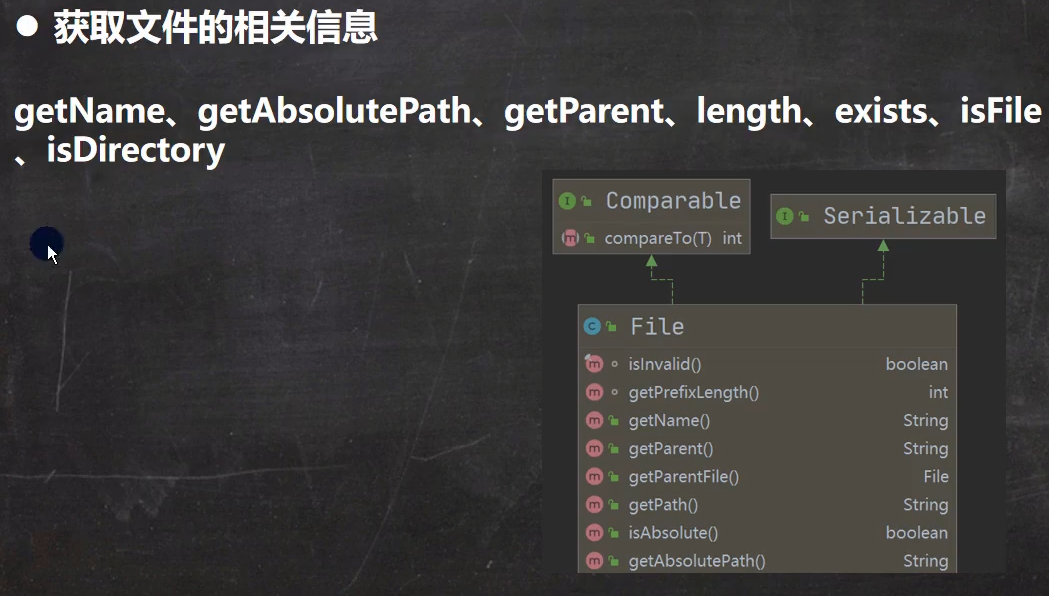 ● 获取文件的相关信息
getName、getAbsolutePath、getParent、length、exists、isFile
、isDirectory
Comparable
compareTo(T) int
Serializable
File
isInvalid() boolean
getPrefixLength() int
getName() String
getParent() String
getParentFile() File
getPath() String
isAbsolute() boolean
getAbsolutePath() String